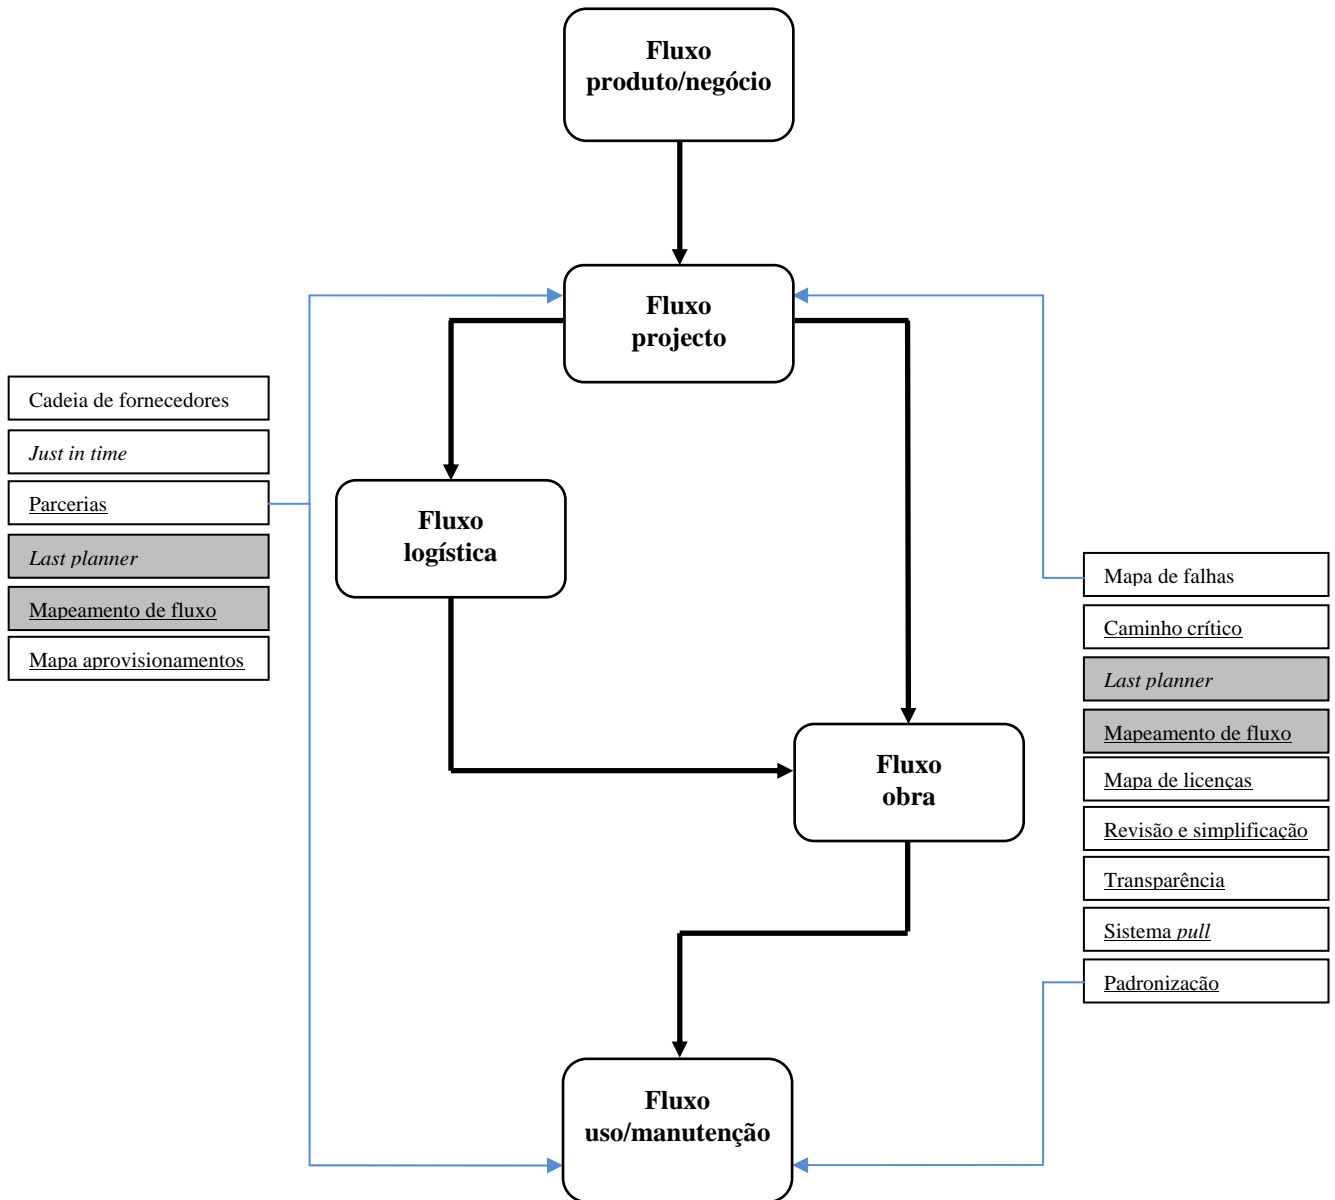 Fluxo
produto/negócio
Fluxo
projecto
Cadeia de fornecedores
Just in time
Parcerias
Last planner
Mapeamento de fluxo
Mapa aprovisionamentos
Fluxo
logística
Fluxo
obra
Mapa de falhas
Caminho crítico
Last planner
Mapeamento de fluxo
Mapa de licenças
Revisão e simplificação
Transparência
Sistema pull
Padronização
Fluxo
uso/manutenção